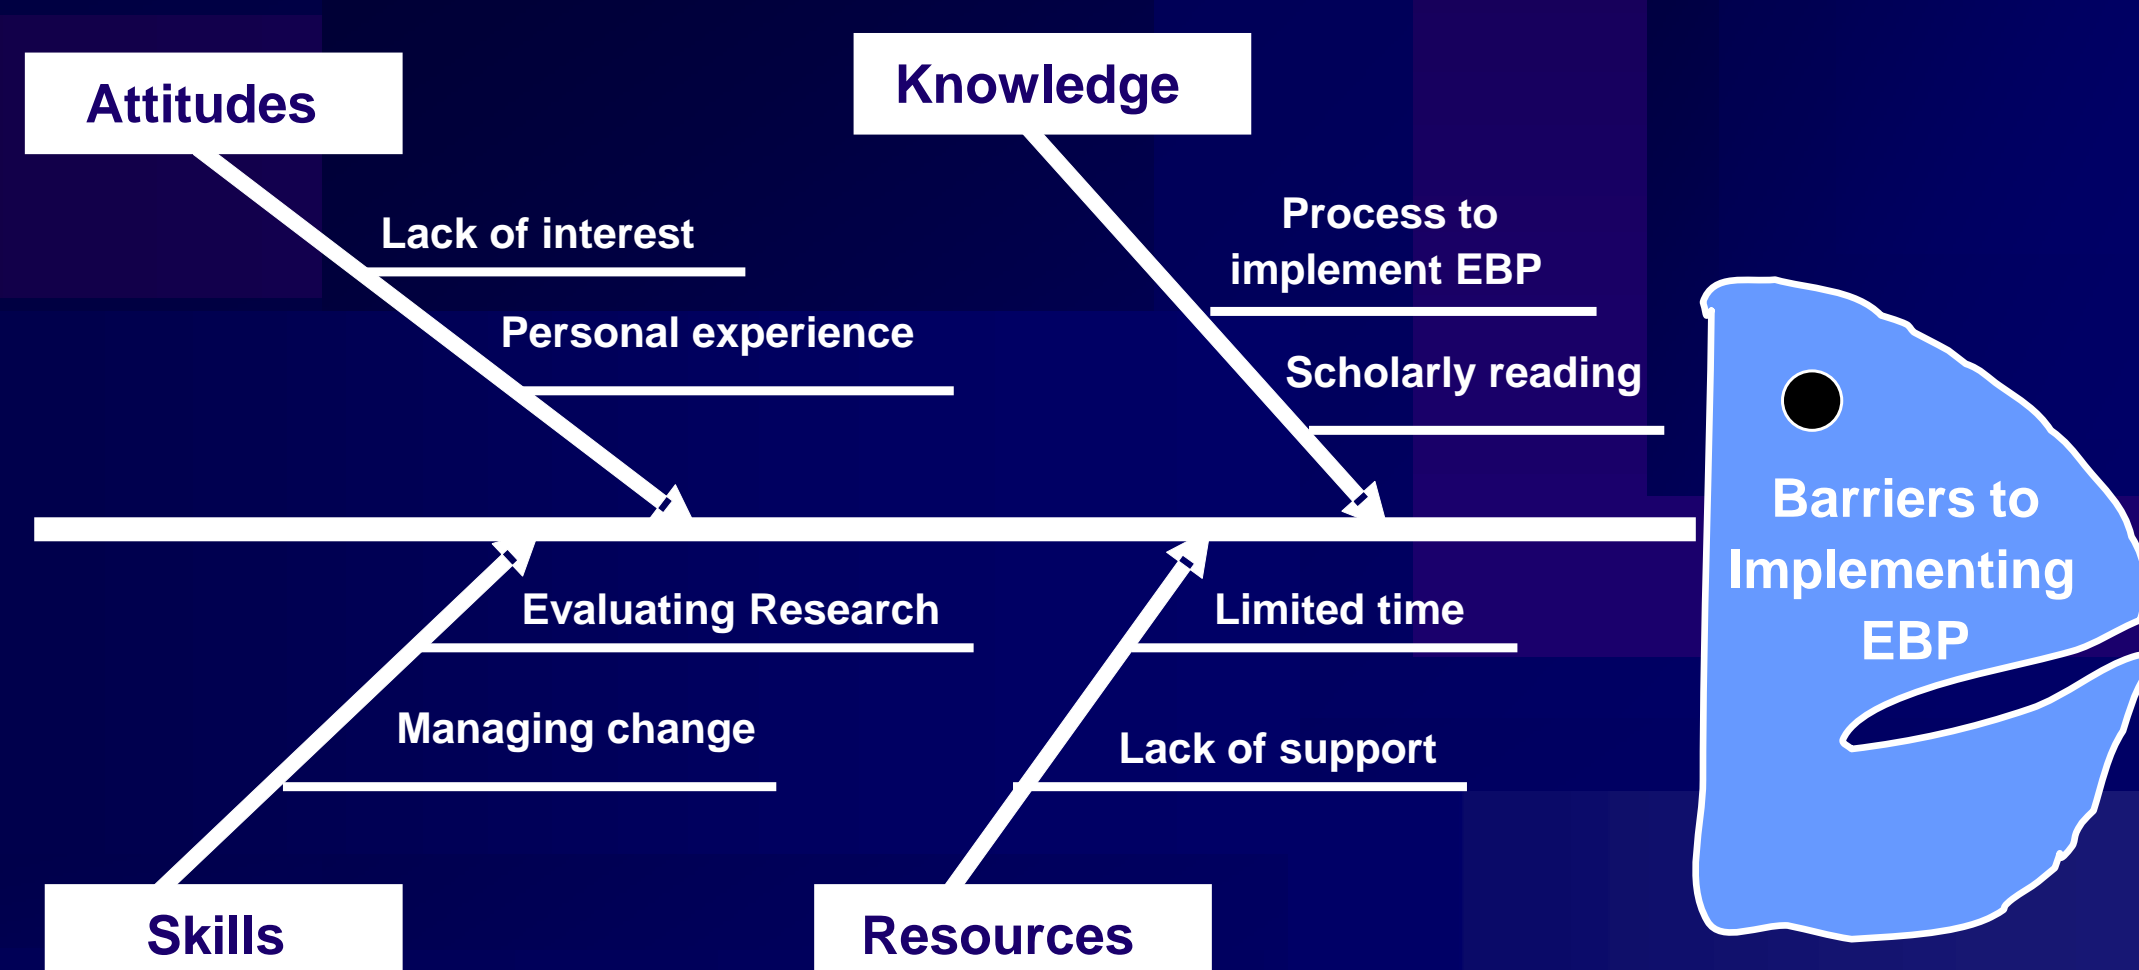 Attitudes
Knowledge
Lack of interest
Personal experience
Process to
implement EBP
Scholarly reading
Barriers to
Implementing
EBP
Evaluating Research
Managing change
Limited time
Lack of support
Skills
Resources